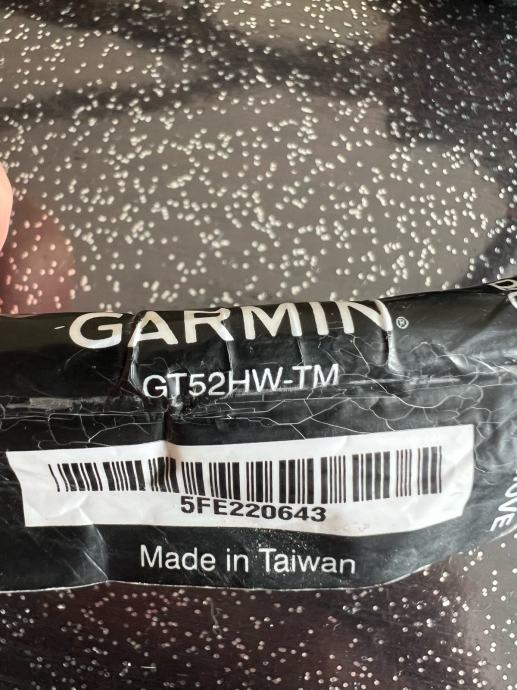 GARMIN®
GT52HW-TM
5FE220643
Made in Taiwan